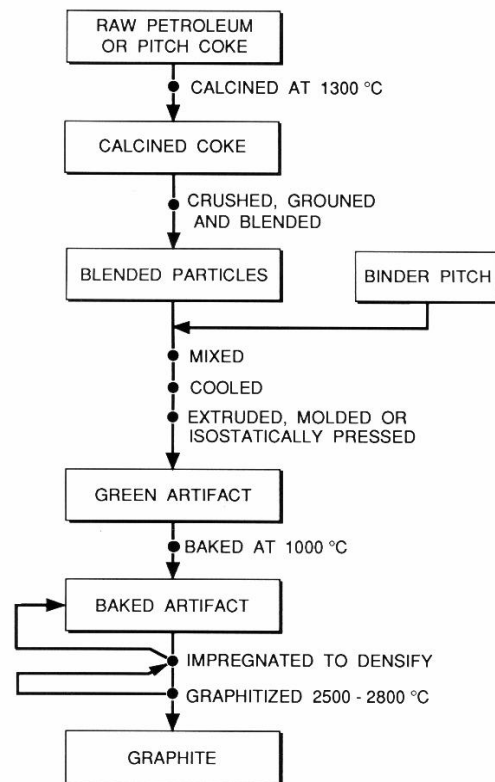 RAW PETROLEUM
OR PITCH COKE
CALCINED AT 1300 °C
CALCINED COKE
CRUSHED, GROUNED
AND BLENDED
BLENDED PARTICLES
BINDER PITCH
MIXED
COOLED
EXTRUDED, MOLDED OR
ISOSTATICALLY PRESSED
GREEN ARTIFACT
BAKED AT 1000 °C
BAKED ARTIFACT
IMPREGNATED TO DENSIFY
GRAPHITIZED 2500 - 2800 °C
GRAPHITE